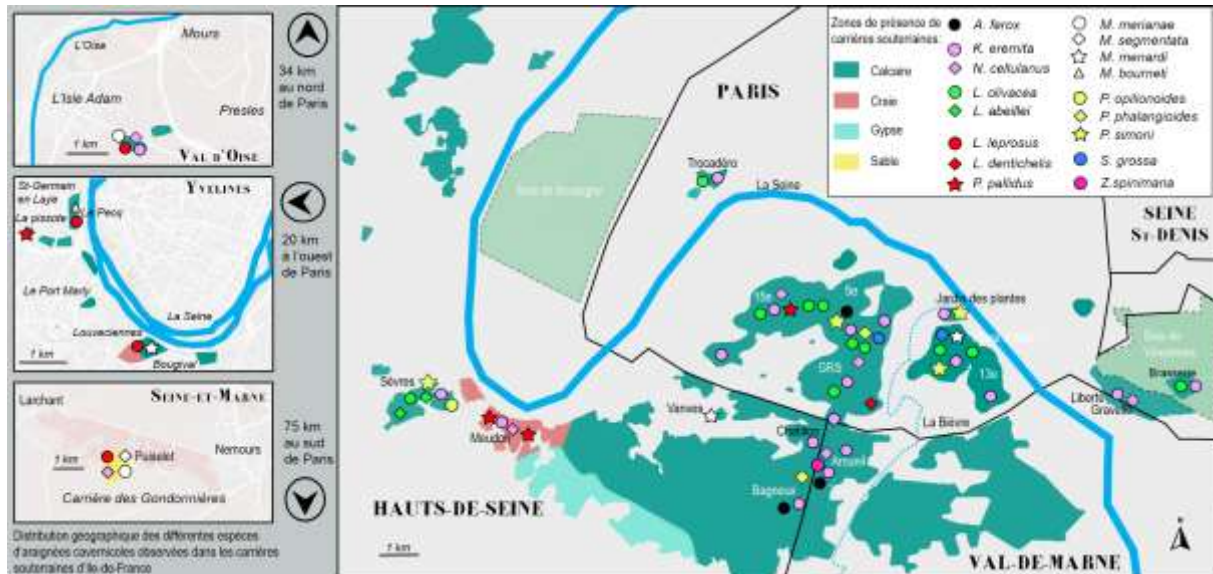 L'Oise
Mours
L'Isle Adam
Presles
1 km
VAL D'OISE
34 km
au nord
de Paris
YVELINES
St-Germain
en Laye
Le Pecq
La pissote
Le Port Marly
La Seine
Louveciennes
1 km
Bougival
20 km
à l'ouest
de Paris
SEINE-ET-MARNE
Larchant
1 km
Puiselet
Nemours
Carrière des Gondonnières
75 km
au sud
de Paris
Distribution géographique des différentes espèces
d'araignées cavernicoles observées dans les carrières
souterraines d'Ile-de-France
PARIS
Bois de Boulogne
Trocadéro
La Seine
Zones de présence de
carrières souterraines:
Calcaire
Craie
Gypse
Sable
A. ferox
K. eremita
N. cellulanus
L. olivacea
L. abeillei
L. leprosus
L. dentichelis
P. pallidus
M. merianae
M. segmentata
M. menardi
M. bourneti
P. opilionoides
P. phalangioides
P. simoni
S. grossa
Z. spinimana
SEINE
ST-DENIS
15e
5e
Jardin des plantes
GRS
13e
Bois de
Vincennes
Brasserie
Liberté
Gravelle
Sèvres
Meudon
Vanves
La Bièvre
Arcueil
Bagneux
HAUTS-DE-SEINE
1 km
VAL-DE-MARNE
N